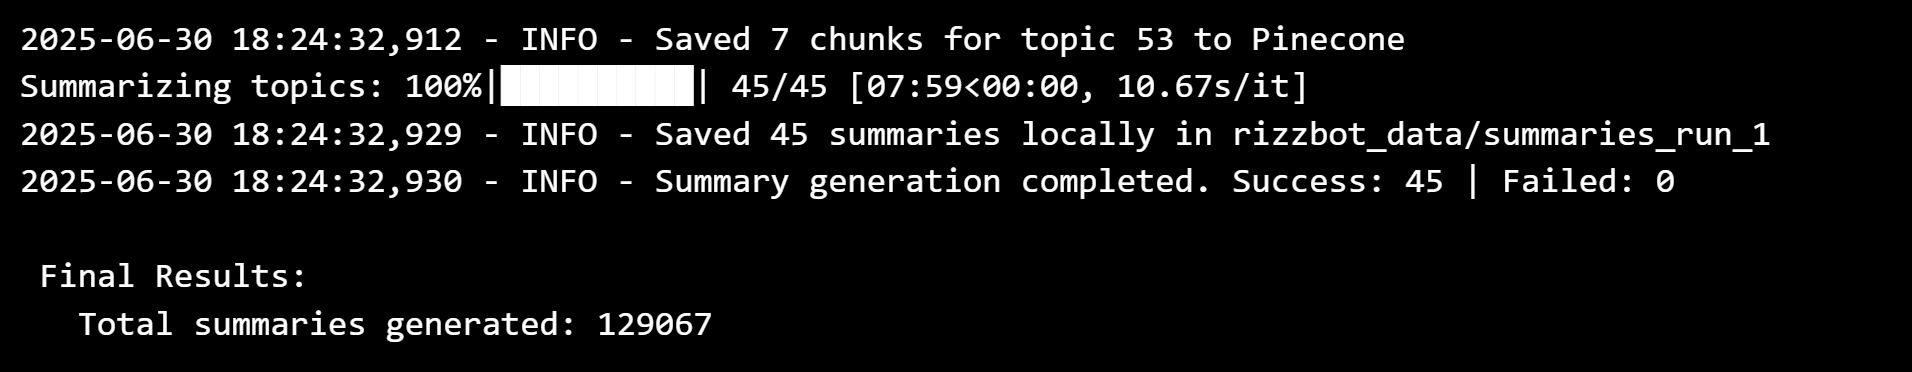 2025-06-30 18:24:32,912 - INFO - Saved 7 chunks for topic 53 to Pinecone
Summarizing topics: 100%|██████████| 45/45 [07:59<00:00, 10.67s/it]
2025-06-30 18:24:32,929 - INFO - Saved 45 summaries locally in rizzbot_data/summaries_run_1
2025-06-30 18:24:32,930 - INFO - Summary generation completed. Success: 45 | Failed: 0
Final Results:
Total summaries generated: 129067